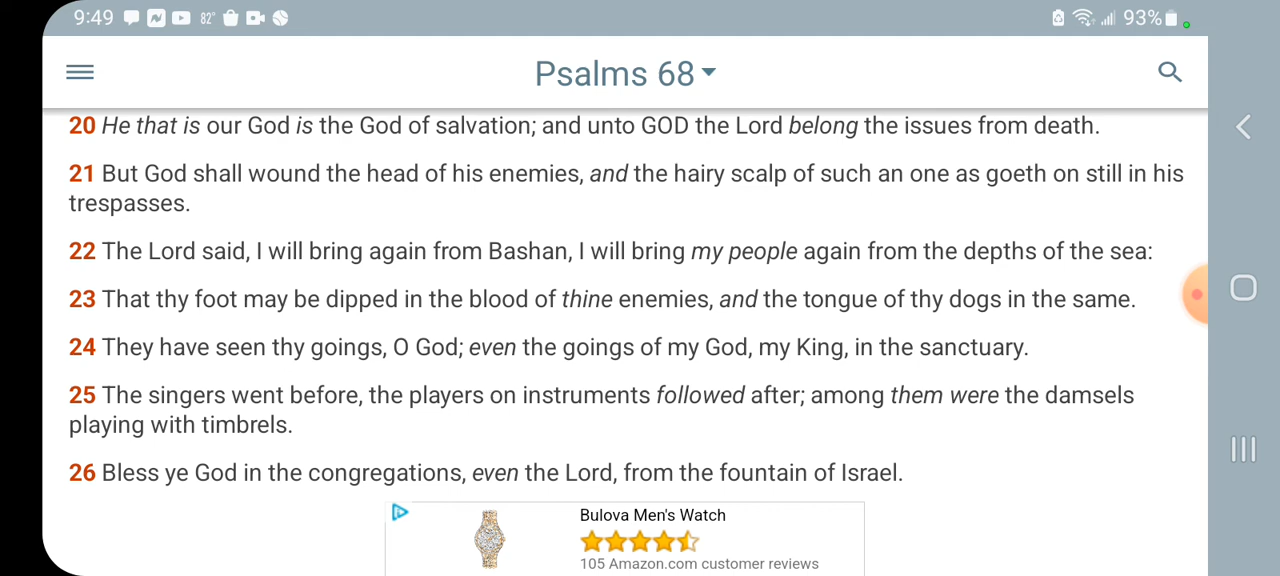 9:49 82° 93%
Psalms 68
20 He that is our God is the God of salvation; and unto GOD the Lord belong the issues from death.
21 But God shall wound the head of his enemies, and the hairy scalp of such an one as goeth on still in his
trespasses.
22 The Lord said, I will bring again from Bashan, I will bring my people again from the depths of the sea:
23 That thy foot may be dipped in the blood of thine enemies, and the tongue of thy dogs in the same.
24 They have seen thy goings, O God; even the goings of my God, my King, in the sanctuary.
25 The singers went before, the players on instruments followed after; among them were the damsels
playing with timbrels.
26 Bless ye God in the congregations, even the Lord, from the fountain of Israel.
Bulova Men's Watch
105 Amazon.com customer reviews